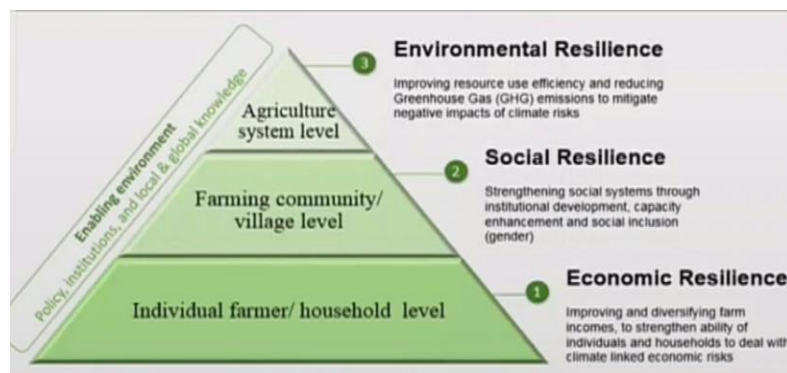 Enabling environment
Policy, institutions, and local & global knowledge
3
Environmental Resilience
Improving resource use efficiency and reducing
Greenhouse Gas (GHG) emissions to mitigate
negative impacts of climate risks
Agriculture
system level
2
Social Resilience
Strengthening social systems through
institutional development, capacity
enhancement and social inclusion
(gender)
Farming community/
village level
1
Economic Resilience
Improving and diversifying farm
incomes, to strengthen ability of
individuals and households to deal with
climate linked economic risks
Individual farmer/ household level